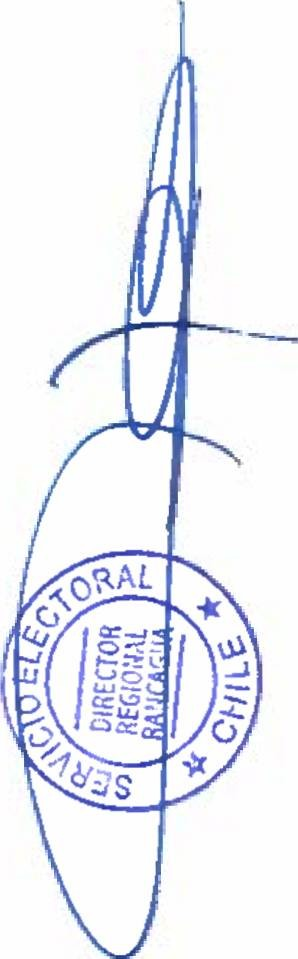 SERVICIO ELECTORAL
★ CHILE ★
DIRECTOR
REGIONAL
RANCAGUA